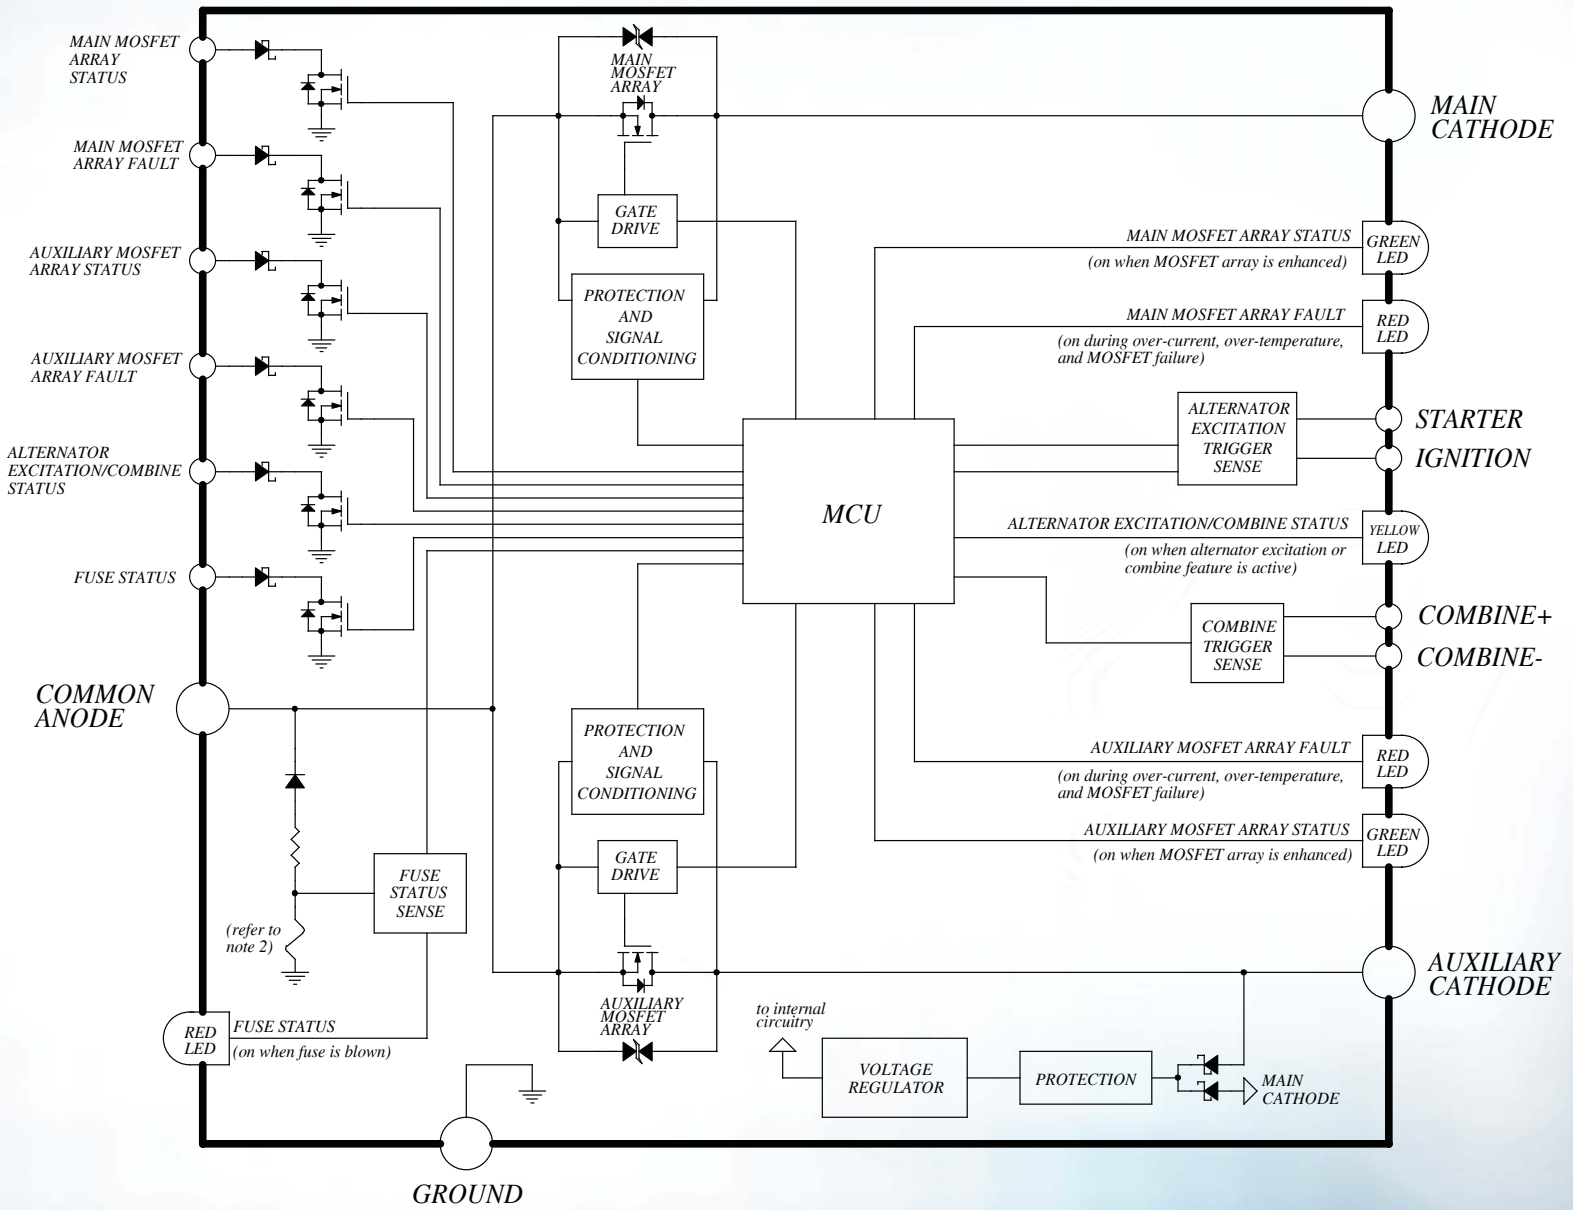 MAIN MOSFET
ARRAY
STATUS
MAIN MOSFET
ARRAY FAULT
AUXILIARY MOSFET
ARRAY STATUS
AUXILIARY MOSFET
ARRAY FAULT
ALTERNATOR
EXCITATION/COMBINE
STATUS
FUSE STATUS
COMMON
ANODE
(refer to
note 2)
FUSE
STATUS
SENSE
RED
LED
FUSE STATUS
(on when fuse is blown)
GROUND
MAIN
MOSFET
ARRAY
GATE
DRIVE
PROTECTION
AND
SIGNAL
CONDITIONING
MCU
PROTECTION
AND
SIGNAL
CONDITIONING
GATE
DRIVE
AUXILIARY
MOSFET
ARRAY
to internal
circuitry
VOLTAGE
REGULATOR
PROTECTION
MAIN
CATHODE
MAIN
CATHODE
MAIN MOSFET ARRAY STATUS
(on when MOSFET array is enhanced)
GREEN
LED
MAIN MOSFET ARRAY FAULT
(on during over-current, over-temperature,
and MOSFET failure)
RED
LED
ALTERNATOR
EXCITATION
TRIGGER
SENSE
STARTER
IGNITION
ALTERNATOR EXCITATION/COMBINE STATUS
(on when alternator excitation or
combine feature is active)
YELLOW
LED
COMBINE
TRIGGER
SENSE
COMBINE+
COMBINE-
AUXILIARY MOSFET ARRAY FAULT
(on during over-current, over-temperature,
and MOSFET failure)
RED
LED
AUXILIARY MOSFET ARRAY STATUS
(on when MOSFET array is enhanced)
GREEN
LED
AUXILIARY
CATHODE